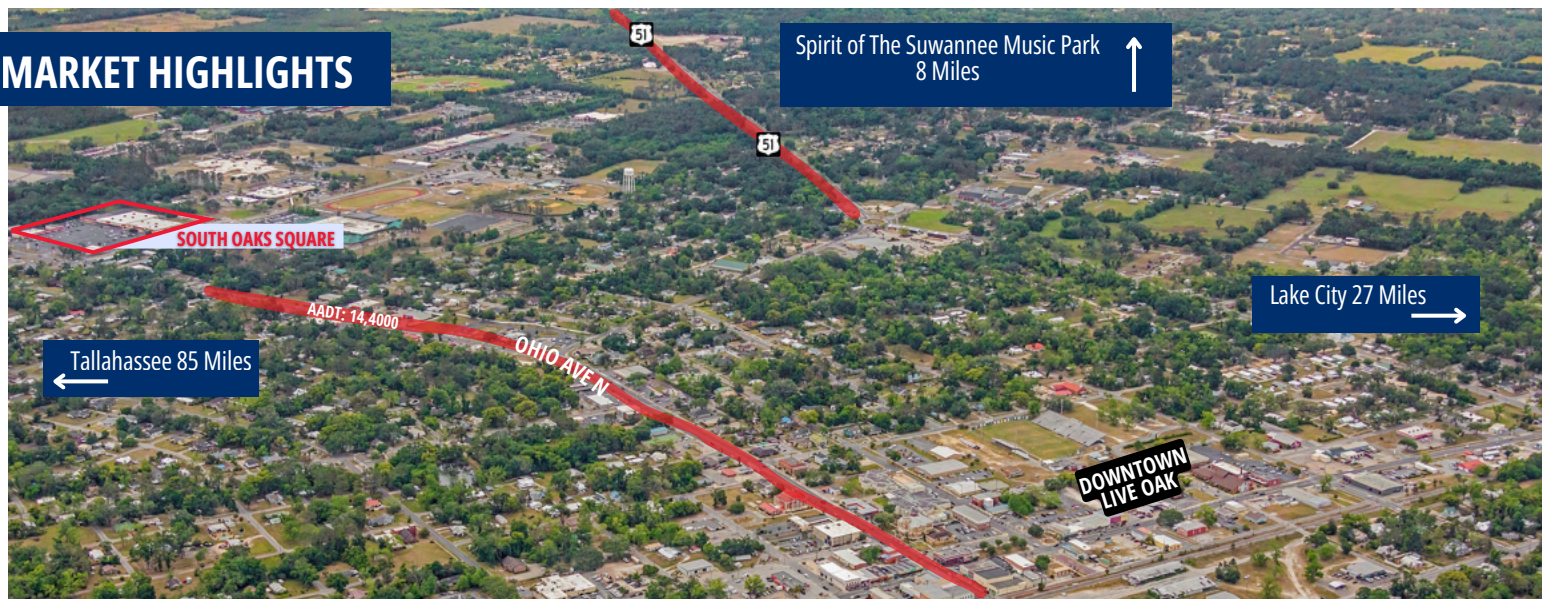 MARKET HIGHLIGHTS
51
Spirit of The Suwannee Music Park
8 Miles
51
SOUTH OAKS SQUARE
Lake City 27 Miles
AADT: 14,4000
OHIO AVE N
Tallahassee 85 Miles
DOWNTOWN
LIVE OAK